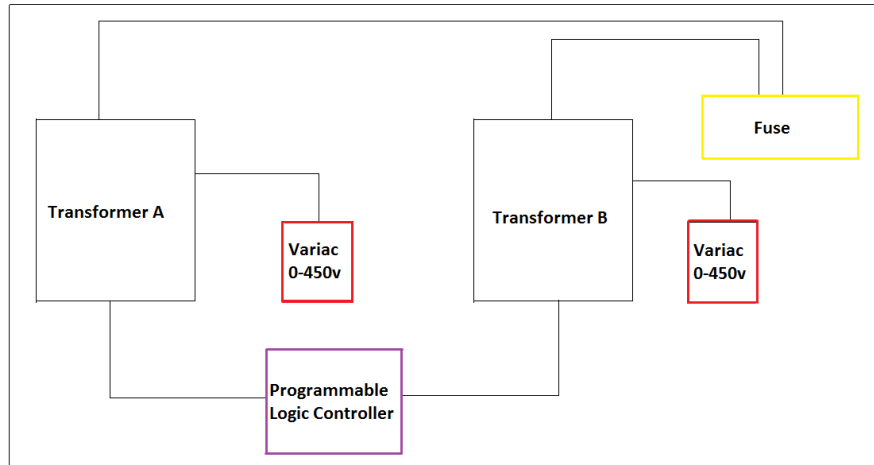 Fuse
Transformer A
Transformer B
Variac
0-450v
Variac
0-450v
Programmable
Logic Controller